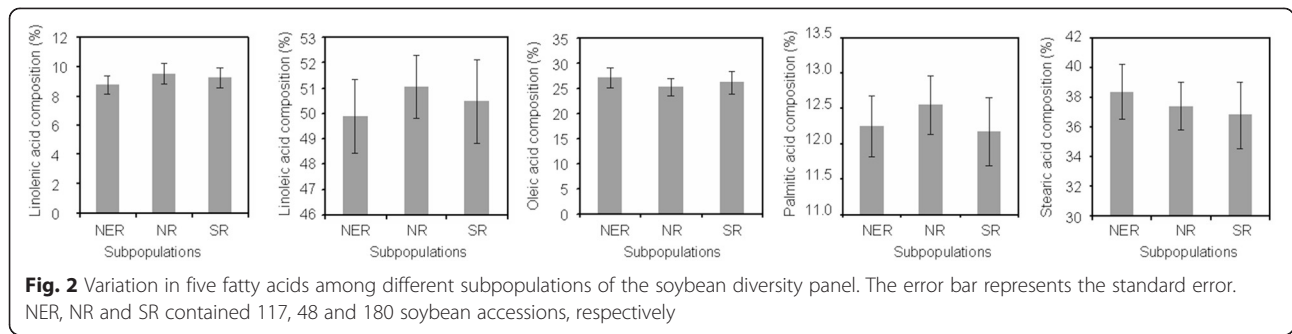 Linolenic acid composition (%)
12
10
8
6
4
2
0
NER NR SR
Subpopulations
Linoleic acid composition (%)
53
52
51
50
49
48
47
46
NER NR SR
Subpopulations
Oleic acid composition (%)
35
30
25
20
15
10
5
0
NER NR SR
Subpopulations
Palmitic acid composition (%)
13.5
13.0
12.5
12.0
11.5
11.0
NER NR SR
Subpopulations
Stearic acid composition (%)
42
40
38
36
34
32
30
NER NR SR
Subpopulations
Fig. 2 Variation in five fatty acids among different subpopulations of the soybean diversity panel. The error bar represents the standard error.
NER, NR and SR contained 117, 48 and 180 soybean accessions, respectively